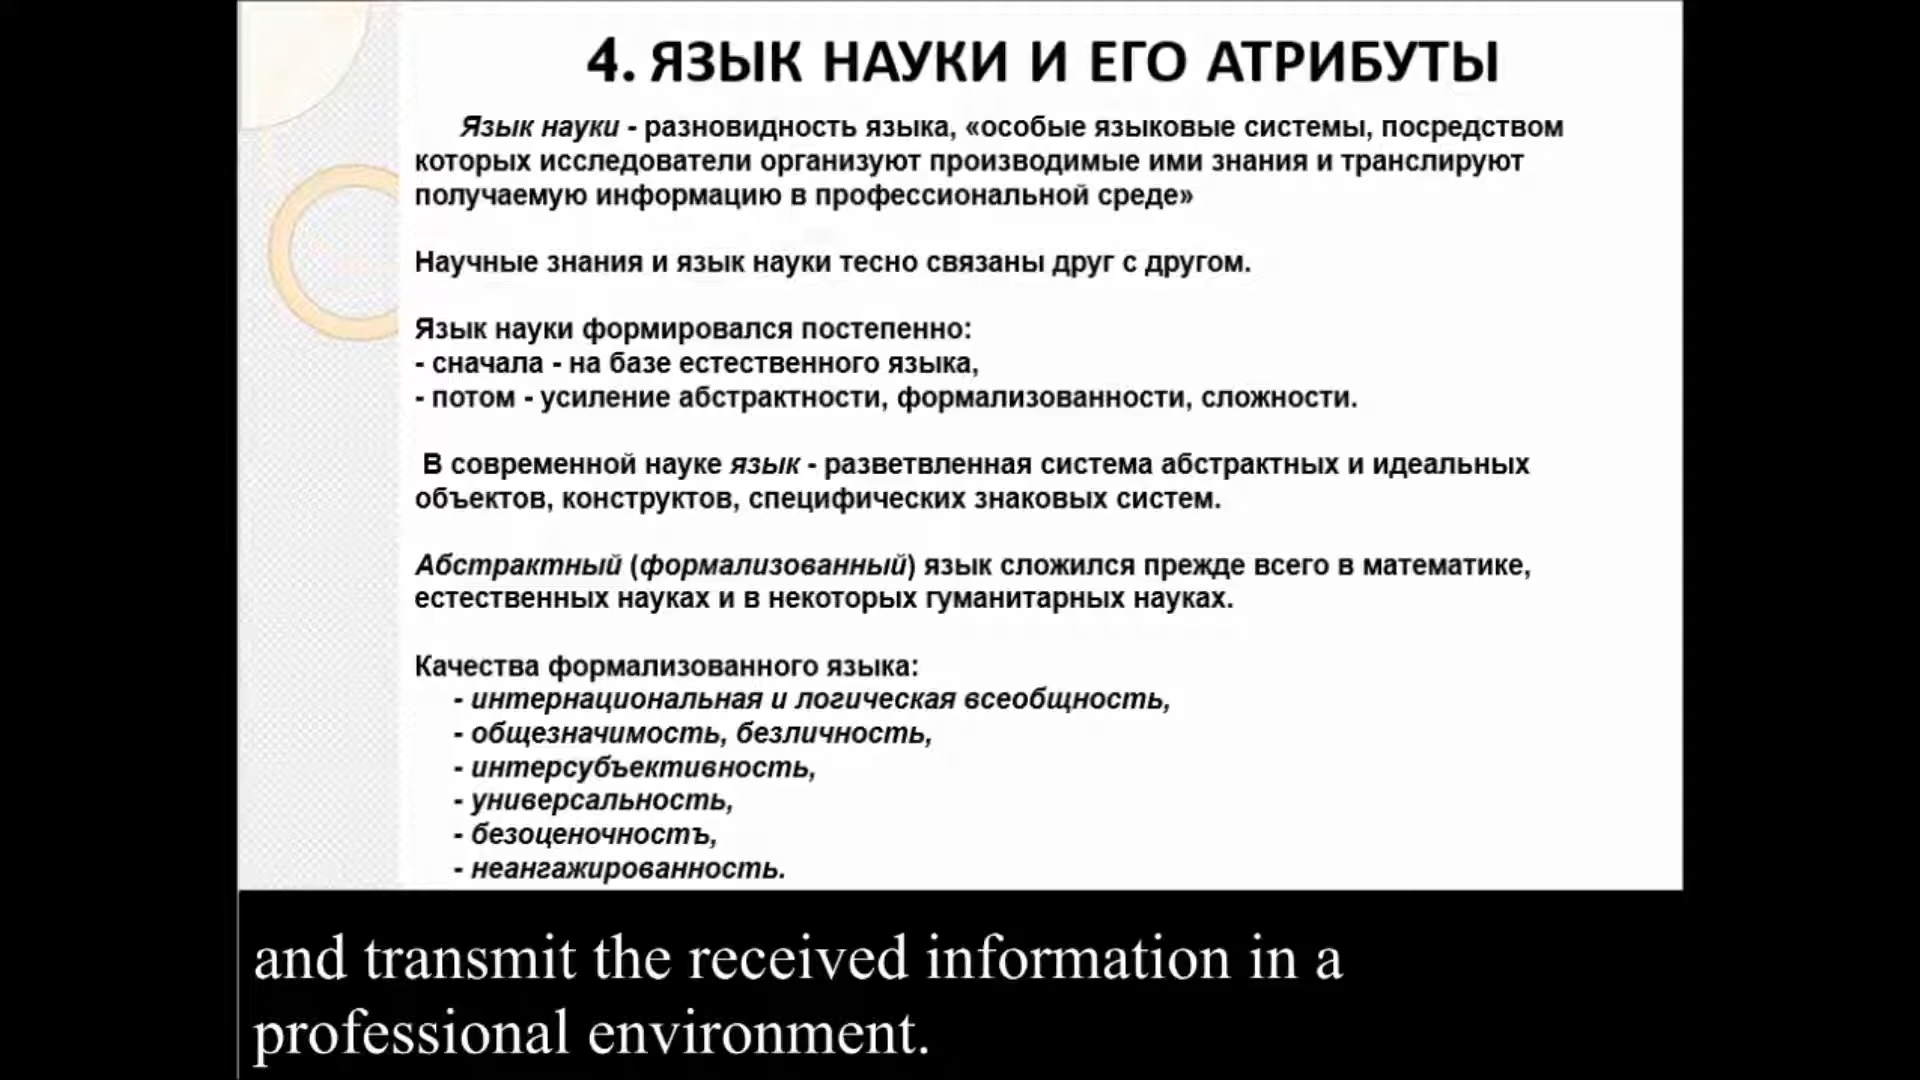 4. ЯЗЫК НАУКИ И ЕГО АТРИБУТЫ
Язык науки - разновидность языка, «особые языковые системы, посредством
которых исследователи организуют производимые ими знания и транслируют
получаемую информацию в профессиональной среде»
Научные знания и язык науки тесно связаны друг с другом.
Язык науки формировался постепенно:
- сначала - на базе естественного языка,
- потом - усиление абстрактности, формализованности, сложности.
В современной науке язык - разветвленная система абстрактных и идеальных
объектов, конструктов, специфических знаковых систем.
Абстрактный (формализованный) язык сложился прежде всего в математике,
естественных науках и в некоторых гуманитарных науках.
Качества формализованного языка:
- интернациональная и логическая всеобщность,
- общезначимость, безличность,
- интерсубъективность,
- универсальность,
- безоценочность,
- неангажированность.
and transmit the received information in a
professional environment.